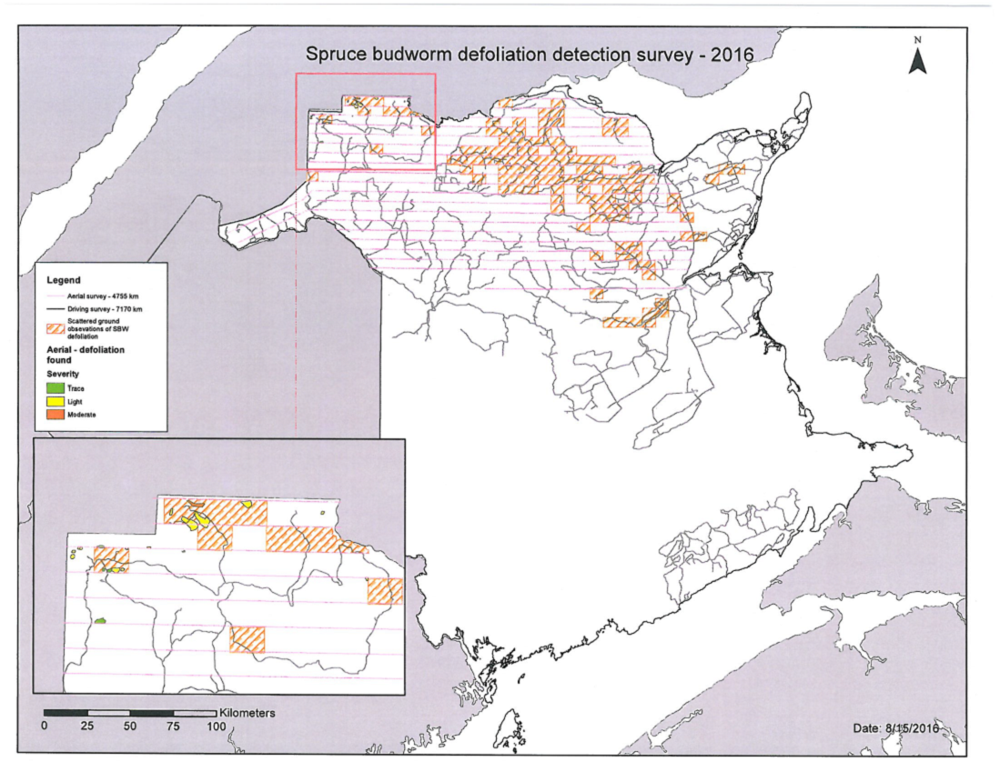 Spruce budworm defoliation detection survey - 2016
N
Legend
Aerial survey - 4755 km
Driving survey - 7170 km
Scattered ground
obsevations of SBW
defoliation
Aerial - defoliation
found
Severity
Trace
Light
Moderate
Kilometers
0 25 50 75 100
Date: 8/15/2016